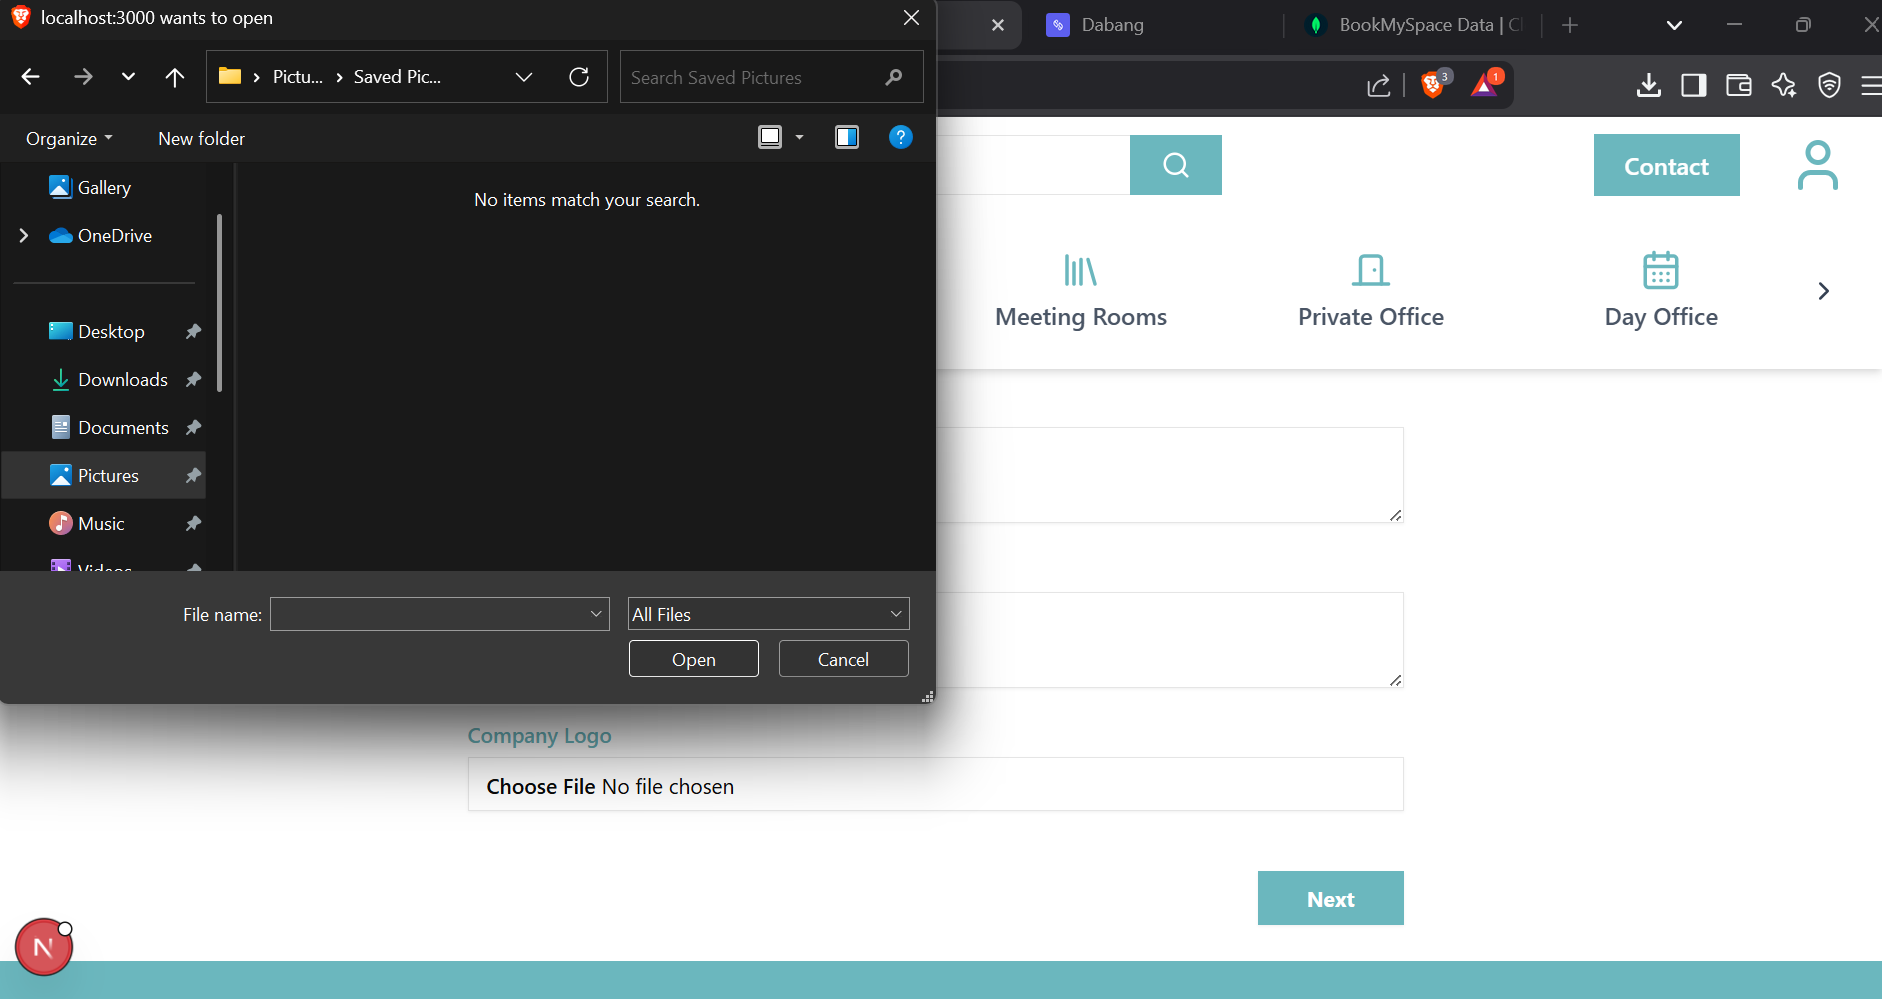 localhost:3000 wants to open
Dabang
BookMySpace Data | Cl
Pictu...
Saved Pic...
Search Saved Pictures
3
1
Organize
New folder
?
Gallery
No items match your search.
OneDrive
Desktop
Downloads
Documents
Pictures
Music
Videos
File name:
All Files
Open
Cancel
Contact
Meeting Rooms
Private Office
Day Office
Company Logo
Choose File No file chosen
Next
N